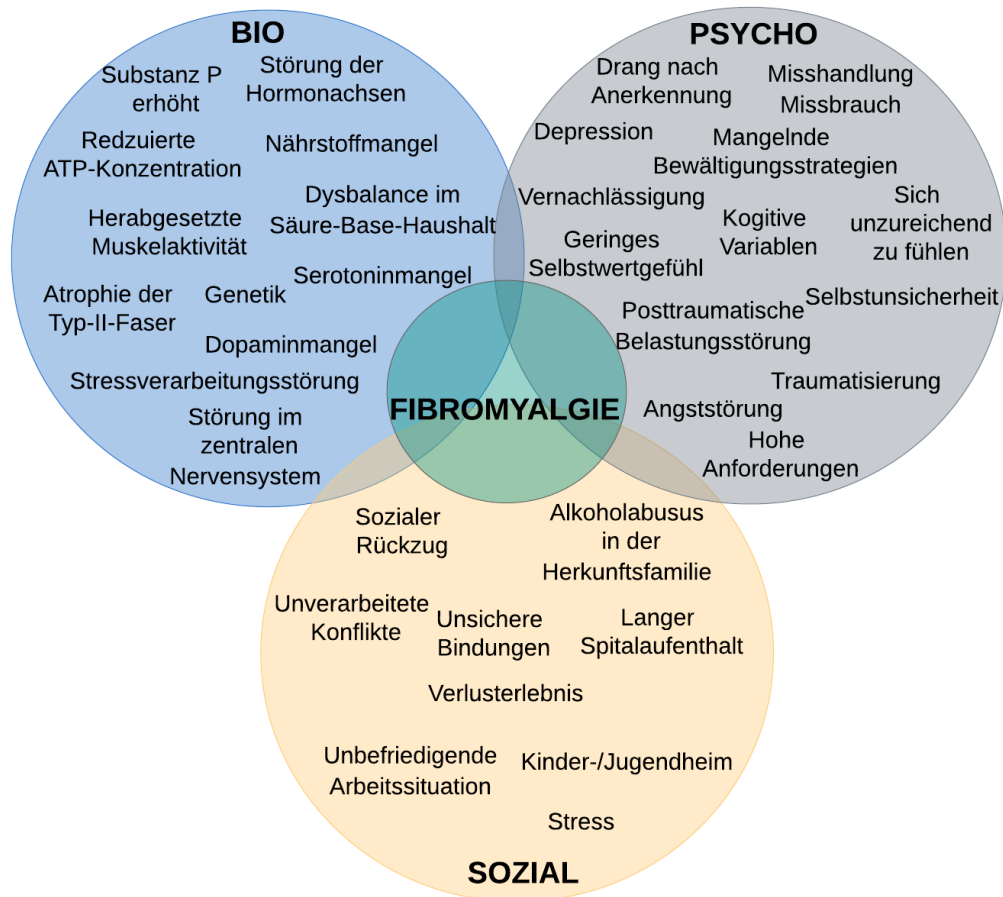 BIO
Substanz P
erhöht
Störung der
Hormonachsen
Redzuierte
ATP-Konzentration
Nährstoffmangel
Dysbalance im
Säure-Base-Haushalt
Herabgesetzte
Muskelaktivität
Serotoninmangel
Atrophie der
Typ-II-Faser
Genetik
Dopaminmangel
Stressverarbeitungsstörung
Störung im
zentralen
Nervensystem
PSYCHO
Drang nach
Anerkennung
Misshandlung
Missbrauch
Depression
Mangelnde
Bewältigungsstrategien
Vernachlässigung
Kogitive
Variablen
Sich
unzureichend
zu fühlen
Geringes
Selbstwertgefühl
Posttraumatische
Belastungsstörung
Selbstunsicherheit
Traumatisierung
Angststörung
Hohe
Anforderungen
FIBROMYALGIE
Sozialer
Rückzug
Alkoholabusus
in der
Herkunftsfamilie
Unverarbeitete
Konflikte
Unsichere
Bindungen
Langer
Spitalaufenthalt
Verlusterlebnis
Unbefriedigende
Arbeitssituation
Kinder-/Jugendheim
Stress
SOZIAL